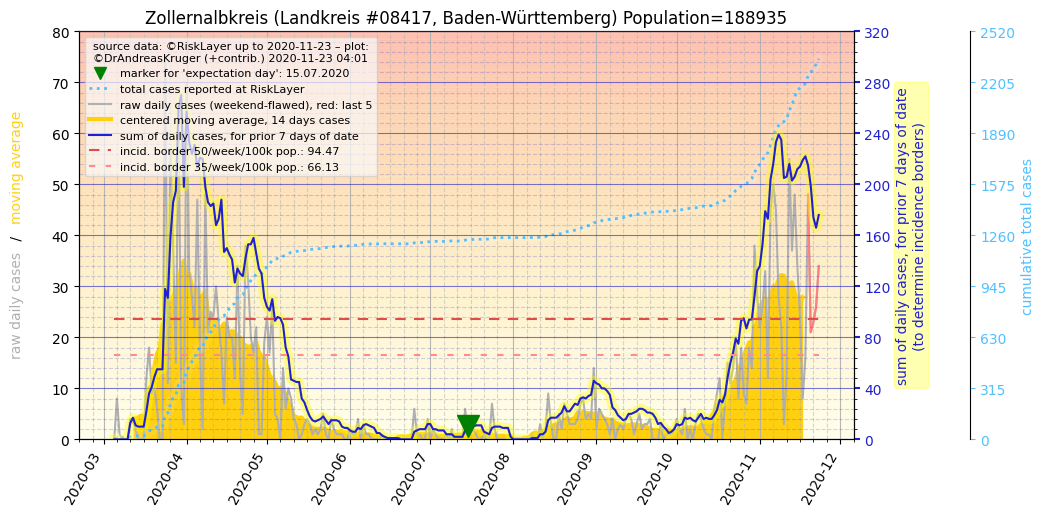 Zollernalbkreis (Landkreis #08417, Baden-Württemberg) Population=188935
source data: ©RiskLayer up to 2020-11-23 – plot:
©DrAndreasKruger (+contrib.) 2020-11-23 04:01
marker for 'expectation day': 15.07.2020
total cases reported at RiskLayer
raw daily cases (weekend-flawed), red: last 5
centered moving average, 14 days cases
sum of daily cases, for prior 7 days of date
incid. border 50/week/100k pop.: 94.47
incid. border 35/week/100k pop.: 66.13
raw daily cases / moving average
80
70
60
50
40
30
20
10
0
320
280
240
200
160
120
80
40
0
sum of daily cases, for prior 7 days of date
(to determine incidence borders)
2520
2205
1890
1575
1260
945
630
315
0
cumulative total cases
2020-03
2020-04
2020-05
2020-06
2020-07
2020-08
2020-09
2020-10
2020-11
2020-12